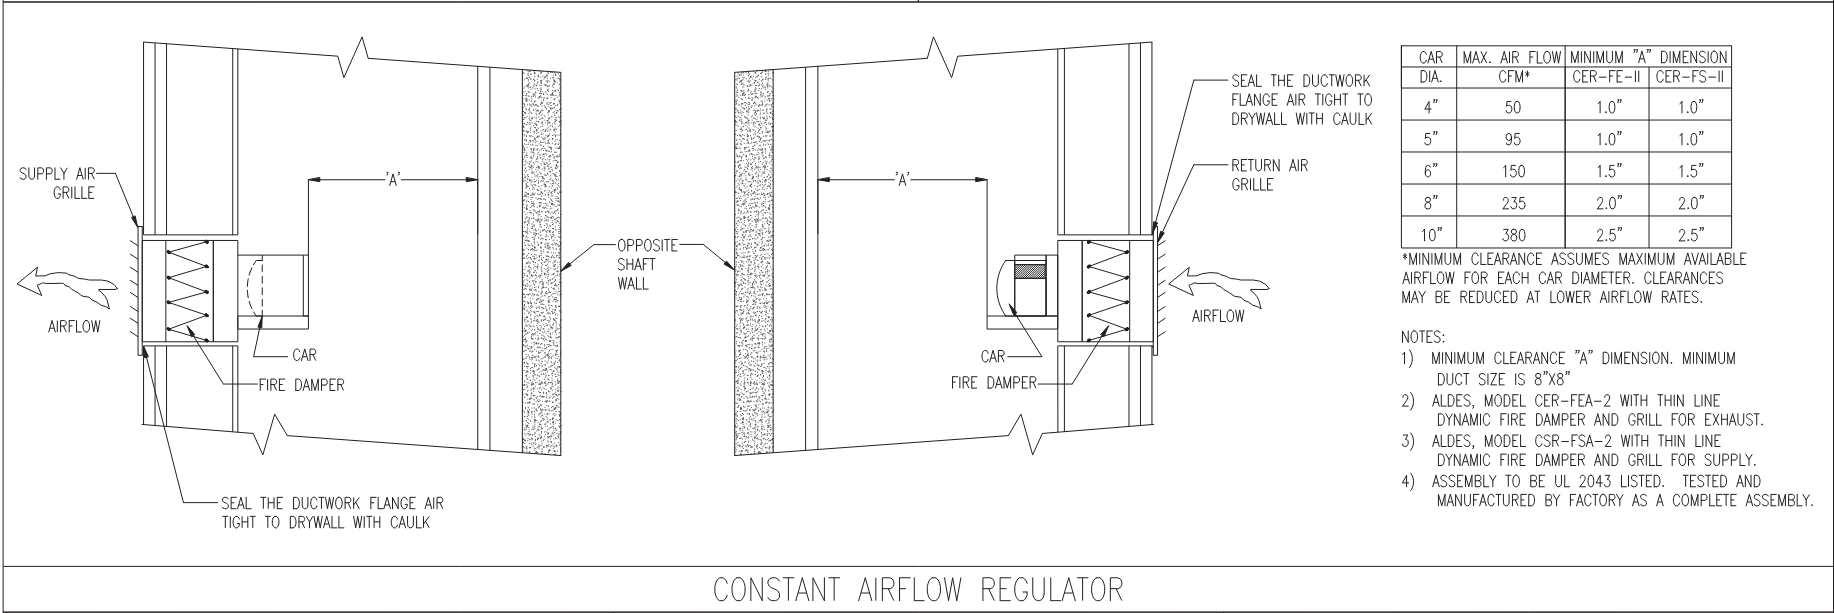 SUPPLY AIR
GRILLE
'A'
AIRFLOW
CAR
FIRE DAMPER
SEAL THE DUCTWORK FLANGE AIR
TIGHT TO DRYWALL WITH CAULK
OPPOSITE
SHAFT
WALL
'A'
SEAL THE DUCTWORK
FLANGE AIR TIGHT TO
DRYWALL WITH CAULK
RETURN AIR
GRILLE
AIRFLOW
CAR
FIRE DAMPER
CAR MAX. AIR FLOW MINIMUM "A" DIMENSION
DIA. CFM* CER-FE-II CER-FS-II
4" 50 1.0" 1.0"
5" 95 1.0" 1.0"
6" 150 1.5" 1.5"
8" 235 2.0" 2.0"
10" 380 2.5" 2.5"
*MINIMUM CLEARANCE ASSUMES MAXIMUM AVAILABLE
AIRFLOW FOR EACH CAR DIAMETER. CLEARANCES
MAY BE REDUCED AT LOWER AIRFLOW RATES.
NOTES:
1) MINIMUM CLEARANCE "A" DIMENSION. MINIMUM
DUCT SIZE IS 8"X8"
2) ALDES, MODEL CER-FEA-2 WITH THIN LINE
DYNAMIC FIRE DAMPER AND GRILL FOR EXHAUST.
3) ALDES, MODEL CSR-FSA-2 WITH THIN LINE
DYNAMIC FIRE DAMPER AND GRILL FOR SUPPLY.
4) ASSEMBLY TO BE UL 2043 LISTED. TESTED AND
MANUFACTURED BY FACTORY AS A COMPLETE ASSEMBLY.
CONSTANT AIRFLOW REGULATOR